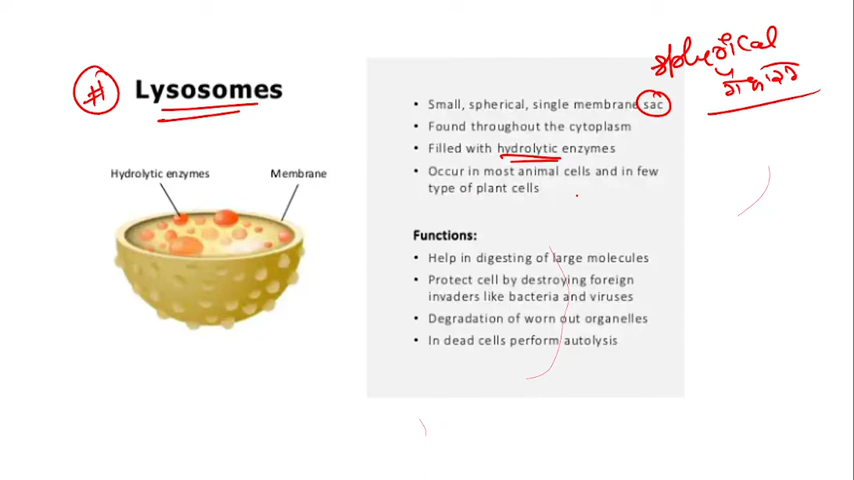 spherical
# Lysosomes
Small, spherical, single membrane sac
Found throughout the cytoplasm
Filled with hydrolytic enzymes
Occur in most animal cells and in few
type of plant cells
Hydrolytic enzymes
Membrane
Functions:
Help in digesting of large molecules
Protect cell by destroying foreign
invaders like bacteria and viruses
Degradation of worn out organelles
In dead cells perform autolysis